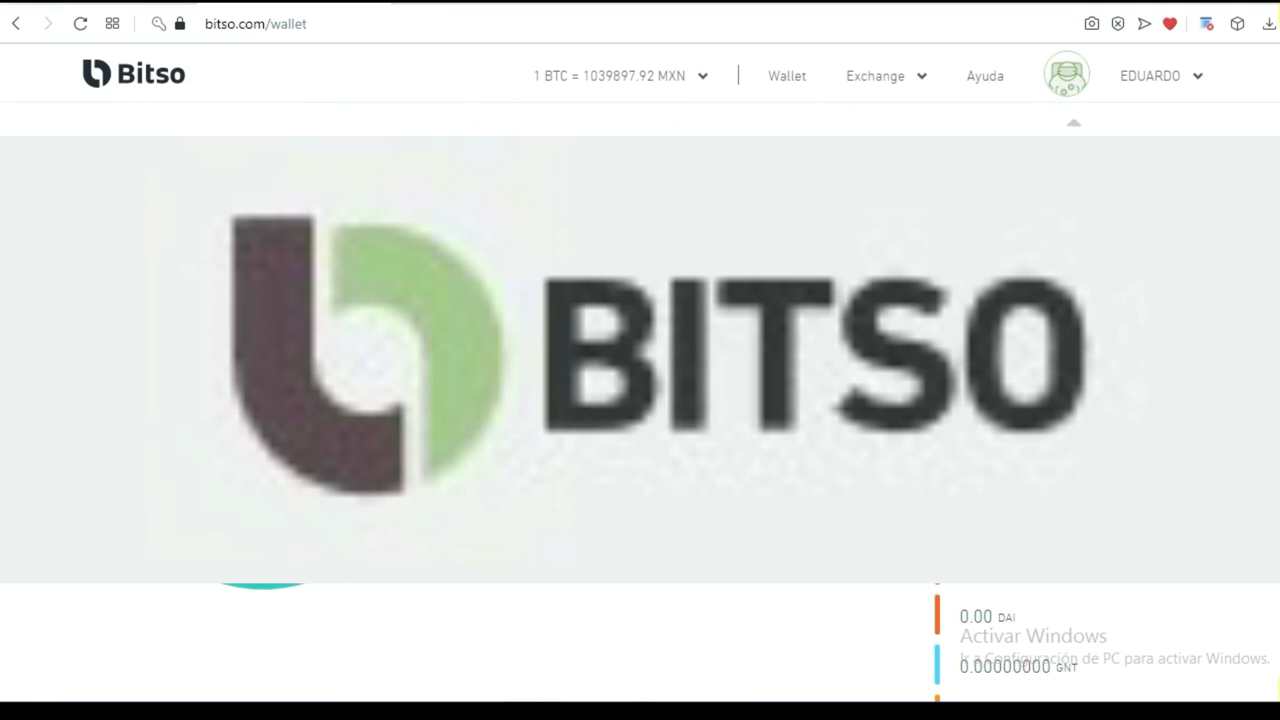 bitso.com/wallet
Bitso
1 BTC = 1039897.92 MXN
Wallet
Exchange
Ayuda
EDUARDO
BITSO
0.00 DAI
Activar Windows
Ir a Configuración de PC para activar Windows.
0.00000000 GNT